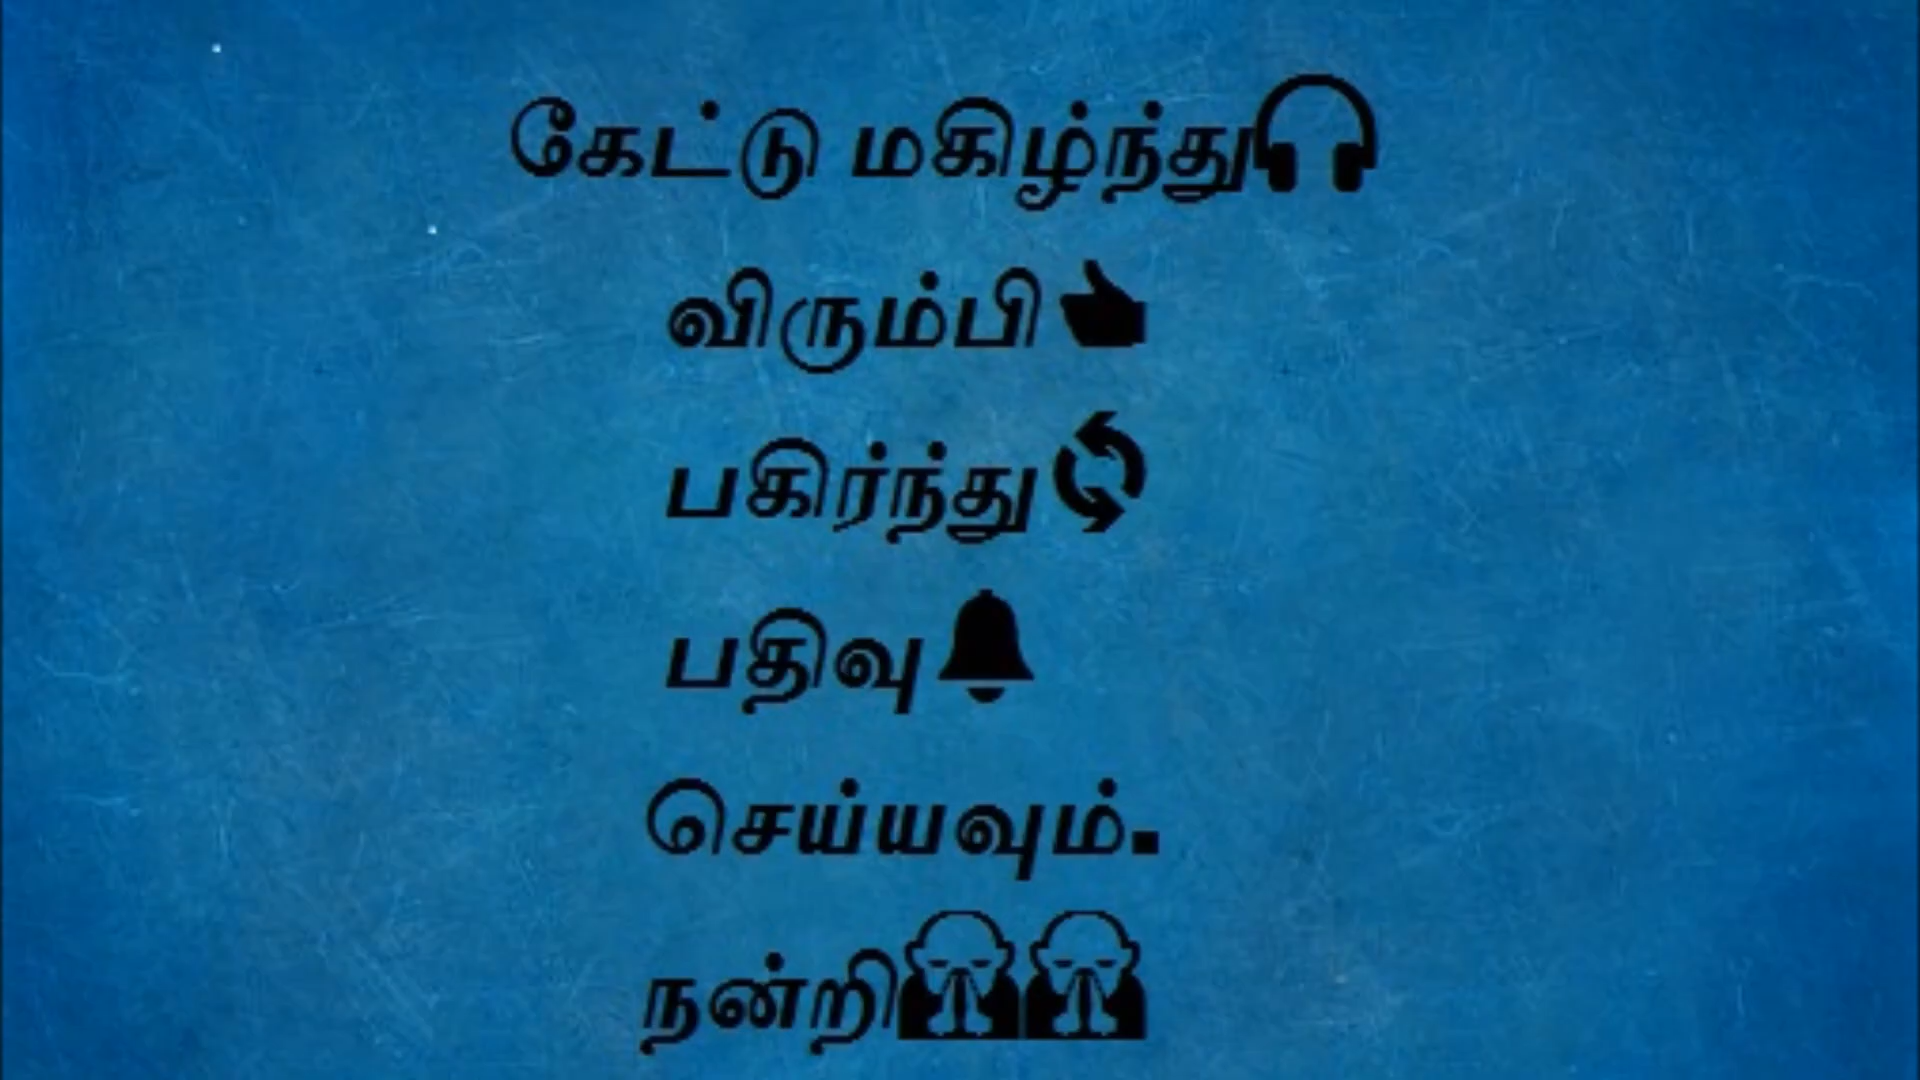 கேட்டு மகிழ்ந்து🎧
விரும்பி👍
பகிர்ந்து🔄
பதிவு🔔
செய்யவும்.
நன்றி🙏🙏